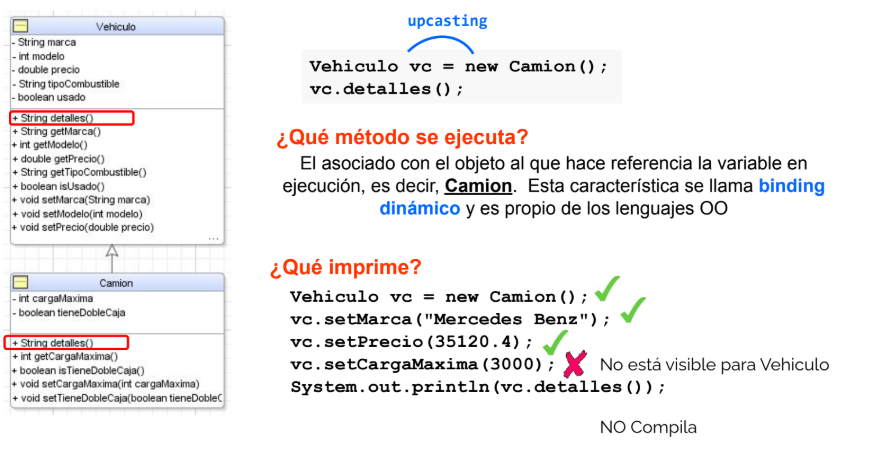 Vehiculo
- String marca
- int modelo
- double precio
- String tipoCombustible
- boolean usado
+ String detalles()
+ String getMarca()
+ int getModelo()
+ double getPrecio()
+ String getTipoCombustible()
+ boolean isUsado()
+ void setMarca(String marca)
+ void setModelo(int modelo)
+ void setPrecio(double precio)
...
Camion
- int cargaMaxima
- boolean tieneDobleCaja
+ String detalles()
+ int getCargaMaxima()
+ boolean isTieneDobleCaja()
+ void setCargaMaxima(int cargaMaxima)
+ void setTieneDobleCaja(boolean tieneDobleC
upcasting
Vehiculo vc = new Camion();
vc.detalles();
¿Qué método se ejecuta?
El asociado con el objeto al que hace referencia la variable en
ejecución, es decir, Camion. Esta característica se llama binding
dinámico y es propio de los lenguajes OO
¿Qué imprime?
Vehiculo vc = new Camion();
vc.setMarca("Mercedes Benz");
vc.setPrecio(35120.4);
vc.setCargaMaxima(3000); No está visible para Vehiculo
System.out.println(vc.detalles());
NO Compila